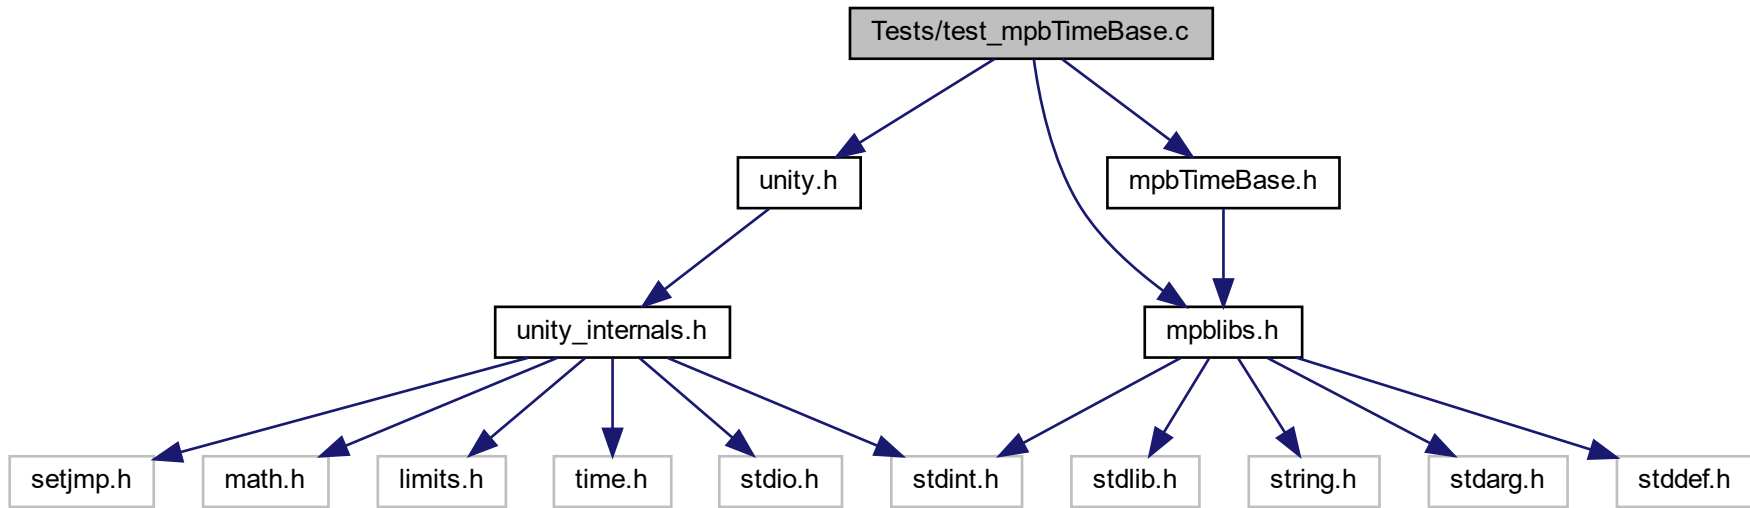 Tests/test_mpbTimeBase.c
unity.h
mpbTimeBase.h
unity_internals.h
mpblibs.h
setjmp.h
math.h
limits.h
time.h
stdio.h
stdint.h
stdlib.h
string.h
stdarg.h
stddef.h